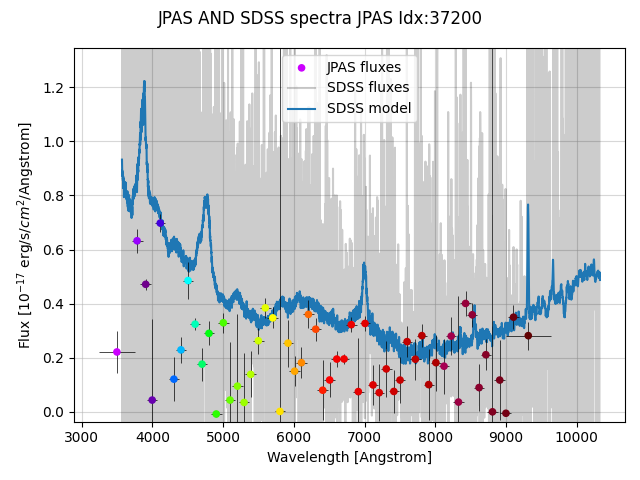 JPAS AND SDSS spectra JPAS Idx:37200
JPAS fluxes
SDSS fluxes
SDSS model
Flux [10⁻¹⁷ erg/s/cm²/Angstrom]
1.2
1.0
0.8
0.6
0.4
0.2
0.0
3000 4000 5000 6000 7000 8000 9000 10000
Wavelength [Angstrom]